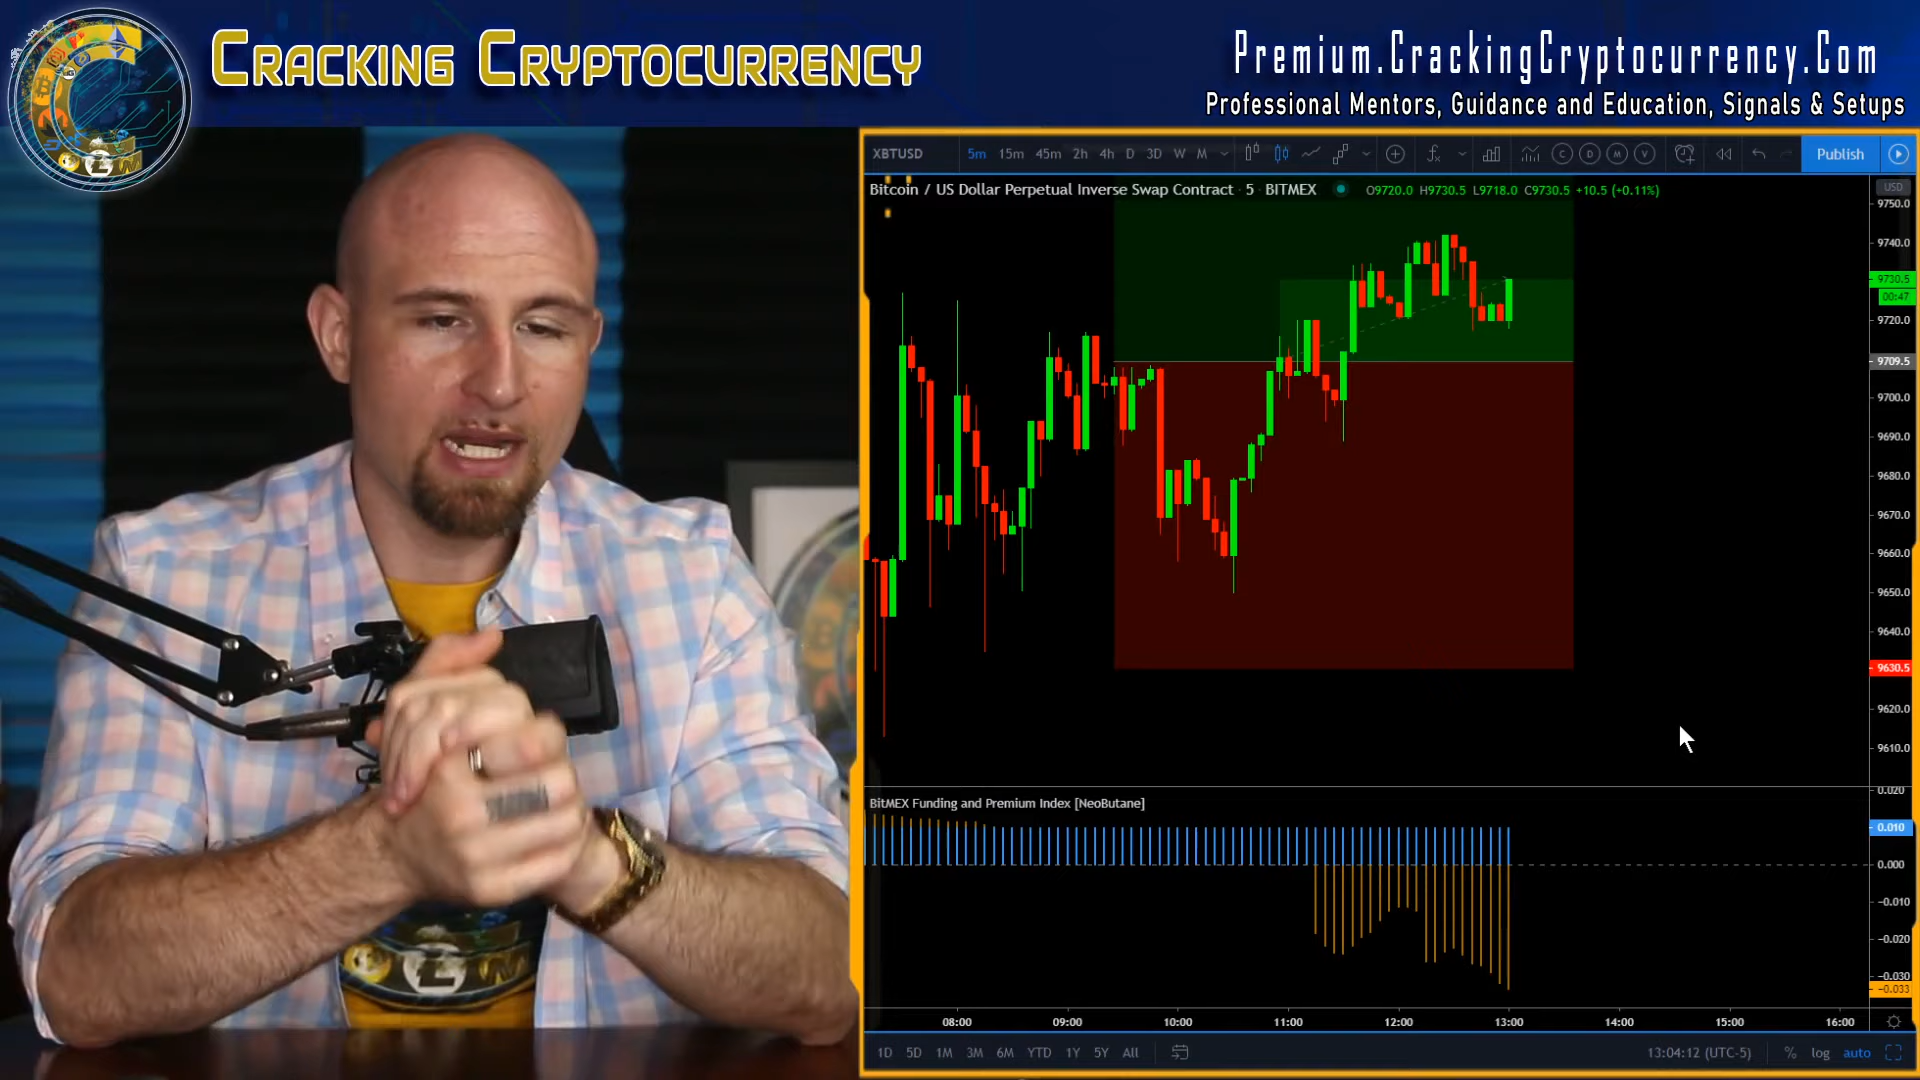 CRACKING CRYPTOCURRENCY
Premium.CrackingCryptocurrency.Com
Professional Mentors, Guidance and Education, Signals & Setups
XBTUSD 5m 15m 45m 2h 4h D 3D W M C D M V Publish
Bitcoin / US Dollar Perpetual Inverse Swap Contract · 5 · BITMEX O9720.0 H9730.5 L9718.0 C9730.5 +10.5 (+0.11%)
USD
9750.0
9740.0
9730.5
00:47
9720.0
9709.5
9700.0
9690.0
9680.0
9670.0
9660.0
9650.0
9640.0
9630.5
9620.0
9610.0
0.020
BitMEX Funding and Premium Index [NeoButane]
0.010
0.000
−0.010
−0.020
−0.030
−0.033
08:00 09:00 10:00 11:00 12:00 13:00 14:00 15:00 16:00
1D 5D 1M 3M 6M YTD 1Y 5Y All 13:04:12 (UTC-5) % log auto